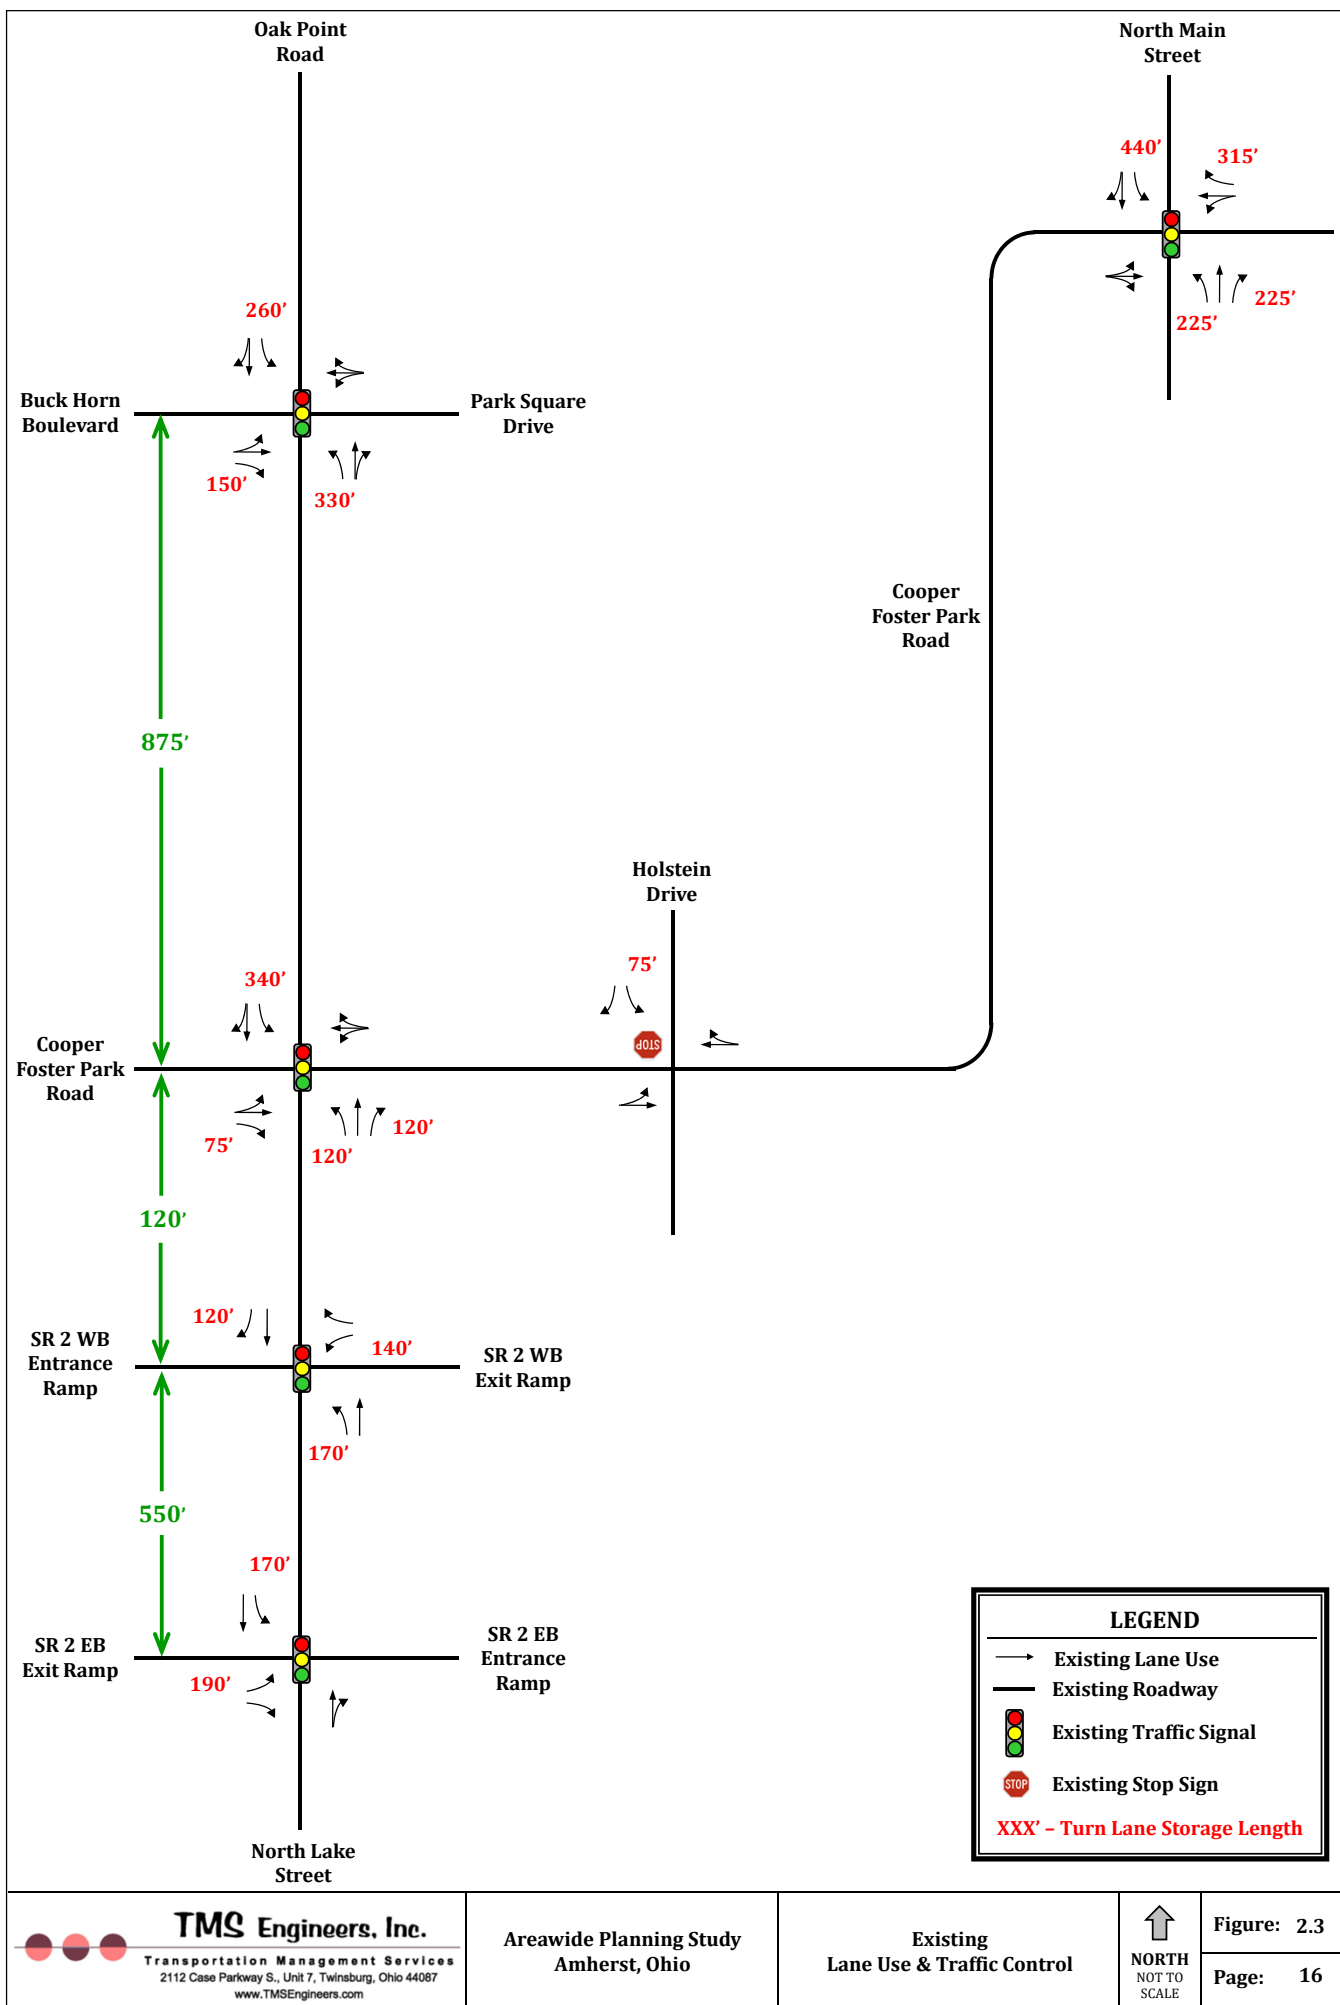 Oak Point
Road
North Main
Street
440’
315’
225’
225’
260’
Buck Horn
Boulevard
Park Square
Drive
150’
330’
Cooper
Foster Park
Road
875’
Holstein
Drive
75’
340’
STOP
Cooper
Foster Park
Road
75’
120’
120’
120’
120’
SR 2 WB
Entrance
Ramp
140’
SR 2 WB
Exit Ramp
170’
550’
170’
SR 2 EB
Exit Ramp
SR 2 EB
Entrance
Ramp
190’
North Lake
Street
LEGEND
Existing Lane Use
Existing Roadway
Existing Traffic Signal
STOP
Existing Stop Sign
XXX’ – Turn Lane Storage Length
TMS Engineers, Inc.
Transportation Management Services
2112 Case Parkway S., Unit 7, Twinsburg, Ohio 44087
www.TMSEngineers.com
Areawide Planning Study
Amherst, Ohio
Existing
Lane Use & Traffic Control
NORTH
NOT TO
SCALE
Figure: 2.3
Page: 16